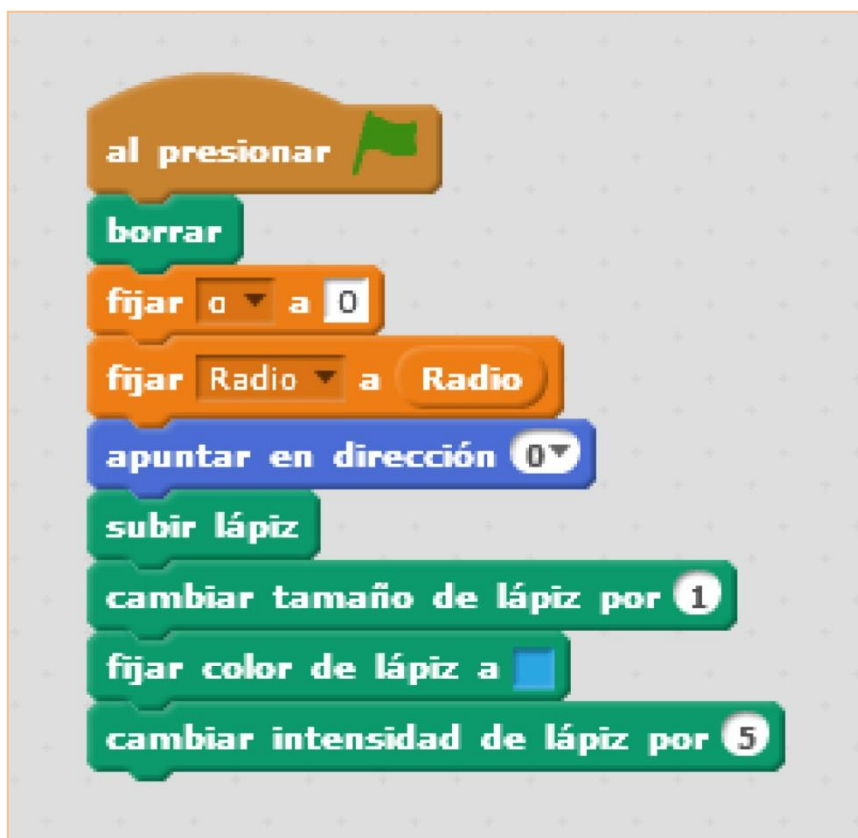 al presionar
borrar
fijar a a 0
fijar Radio a Radio
apuntar en dirección 0
subir lápiz
cambiar tamaño de lápiz por 1
fijar color de lápiz a
cambiar intensidad de lápiz por 5